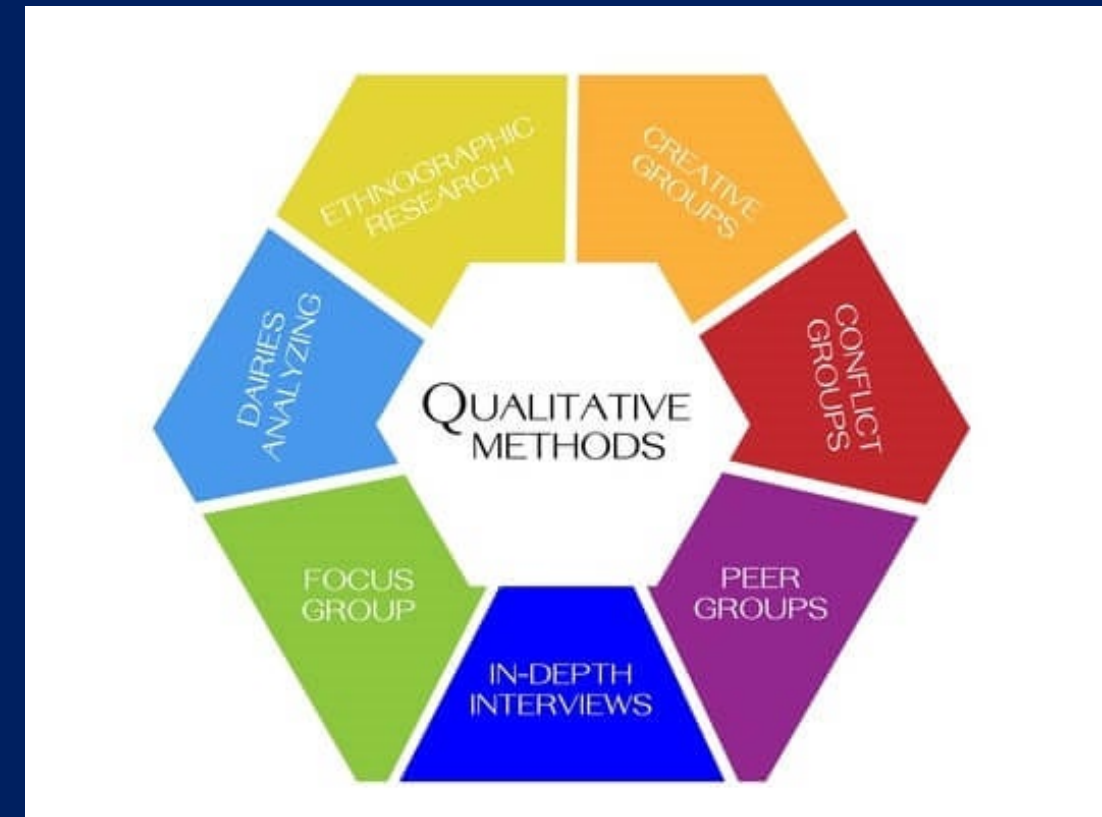 ETHNOGRAPHIC
RESEARCH
CREATIVE
GROUPS
DAIRIES
ANALYZING
CONFLICT
GROUPS
QUALITATIVE
METHODS
FOCUS
GROUP
PEER
GROUPS
IN-DEPTH
INTERVIEWS